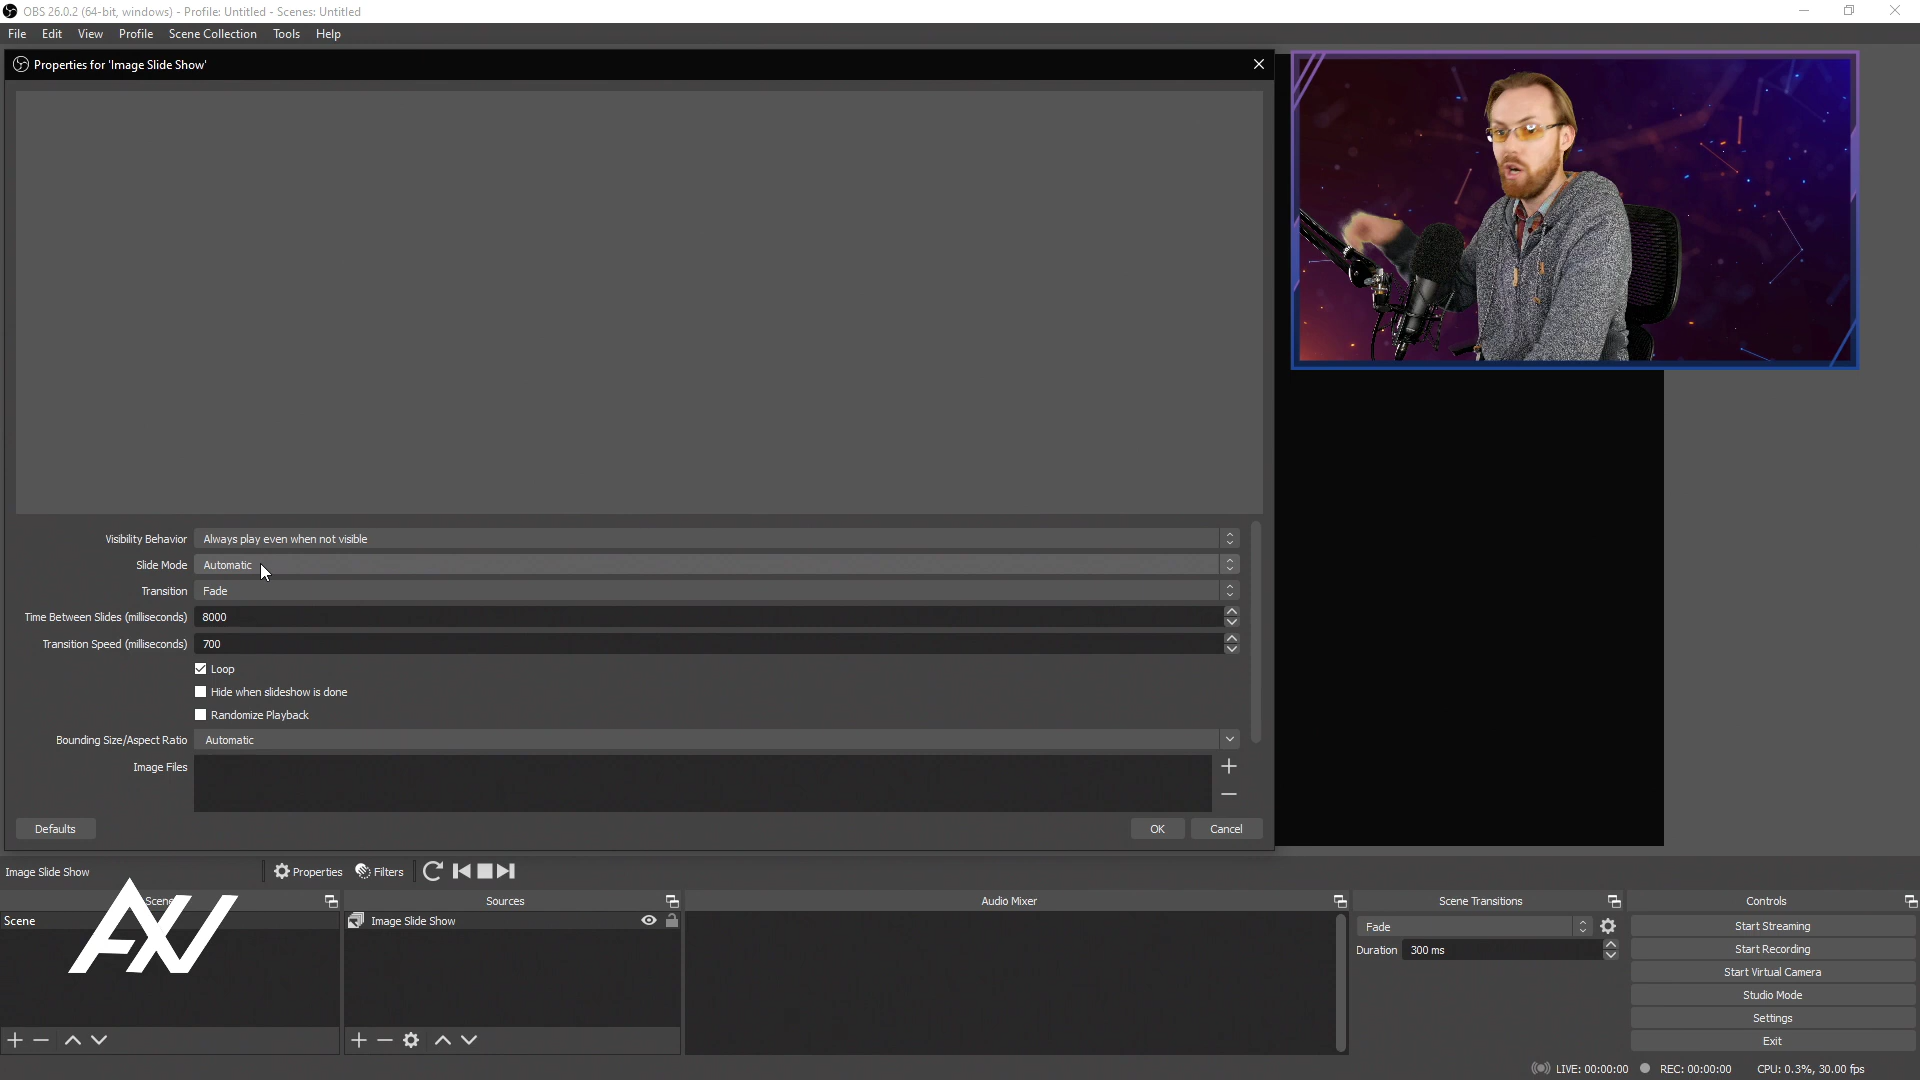 OBS 26.0.2 (64-bit, windows) - Profile: Untitled - Scenes: Untitled
File Edit View Profile Scene Collection Tools Help
Properties for 'Image Slide Show'
Visibility Behavior Always play even when not visible
Slide Mode Automatic
Transition Fade
Time Between Slides (milliseconds) 8000
Transition Speed (milliseconds) 700
Loop
Hide when slideshow is done
Randomize Playback
Bounding Size/Aspect Ratio Automatic
Image Files
Defaults OK Cancel
Image Slide Show Properties Filters
Scene Sources Audio Mixer Scene Transitions Controls
Scene Image Slide Show Fade Start Streaming
Duration 300 ms Start Recording
Start Virtual Camera
Studio Mode
Settings
Exit
LIVE: 00:00:00 REC: 00:00:00 CPU: 0.3%, 30.00 fps